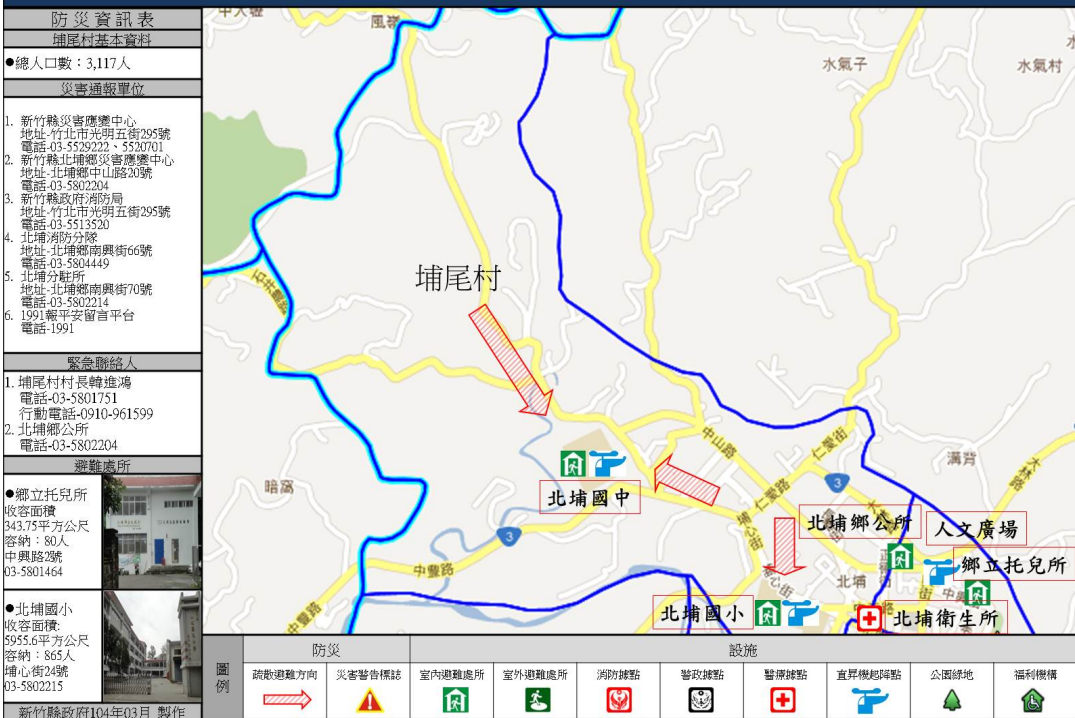 防災資訊表
埔尾村基本資料
●總人口數：3,117人
災害通報單位
1. 新竹縣災害應變中心
地址-竹北市光明五街295號
電話-03-5529222、5520701
2. 新竹縣北埔鄉災害應變中心
地址-北埔鄉中山路20號
電話-03-5802204
3. 新竹縣政府消防局
地址-竹北市光明五街295號
電話-03-5513520
4. 北埔消防分隊
地址-北埔鄉南興街66號
電話-03-5804449
5. 北埔分駐所
地址-北埔鄉南興街70號
電話-03-5802214
6. 1991報平安留言平台
電話-1991
緊急聯絡人
1. 埔尾村村長韓進鴻
電話-03-5801751
行動電話-0910-961599
2. 北埔鄉公所
電話-03-5802204
避難處所
●鄉立托兒所
收容面積
343.75平方公尺
容納：80人
中興路2號
03-5801464
●北埔國小
收容面積:
5955.6平方公尺
容納：865人
埔心街24號
03-5802215
新竹縣政府104年03月 製作
風嶺
水氣子
水氣村
埔尾村
暗窩
中山路
仁愛街
3
溝背
大林路
北埔國中
仁愛路
埔心街
北埔鄉公所
人文廣場
3
中豐路
鄉立托兒所
北埔
中豐路
北埔國小
北埔衛生所
圖例
防災
設施
疏散避難方向
災害警告標誌
室內避難處所
室外避難處所
消防據點
警政據點
醫療據點
直昇機起降點
公園綠地
福利機構